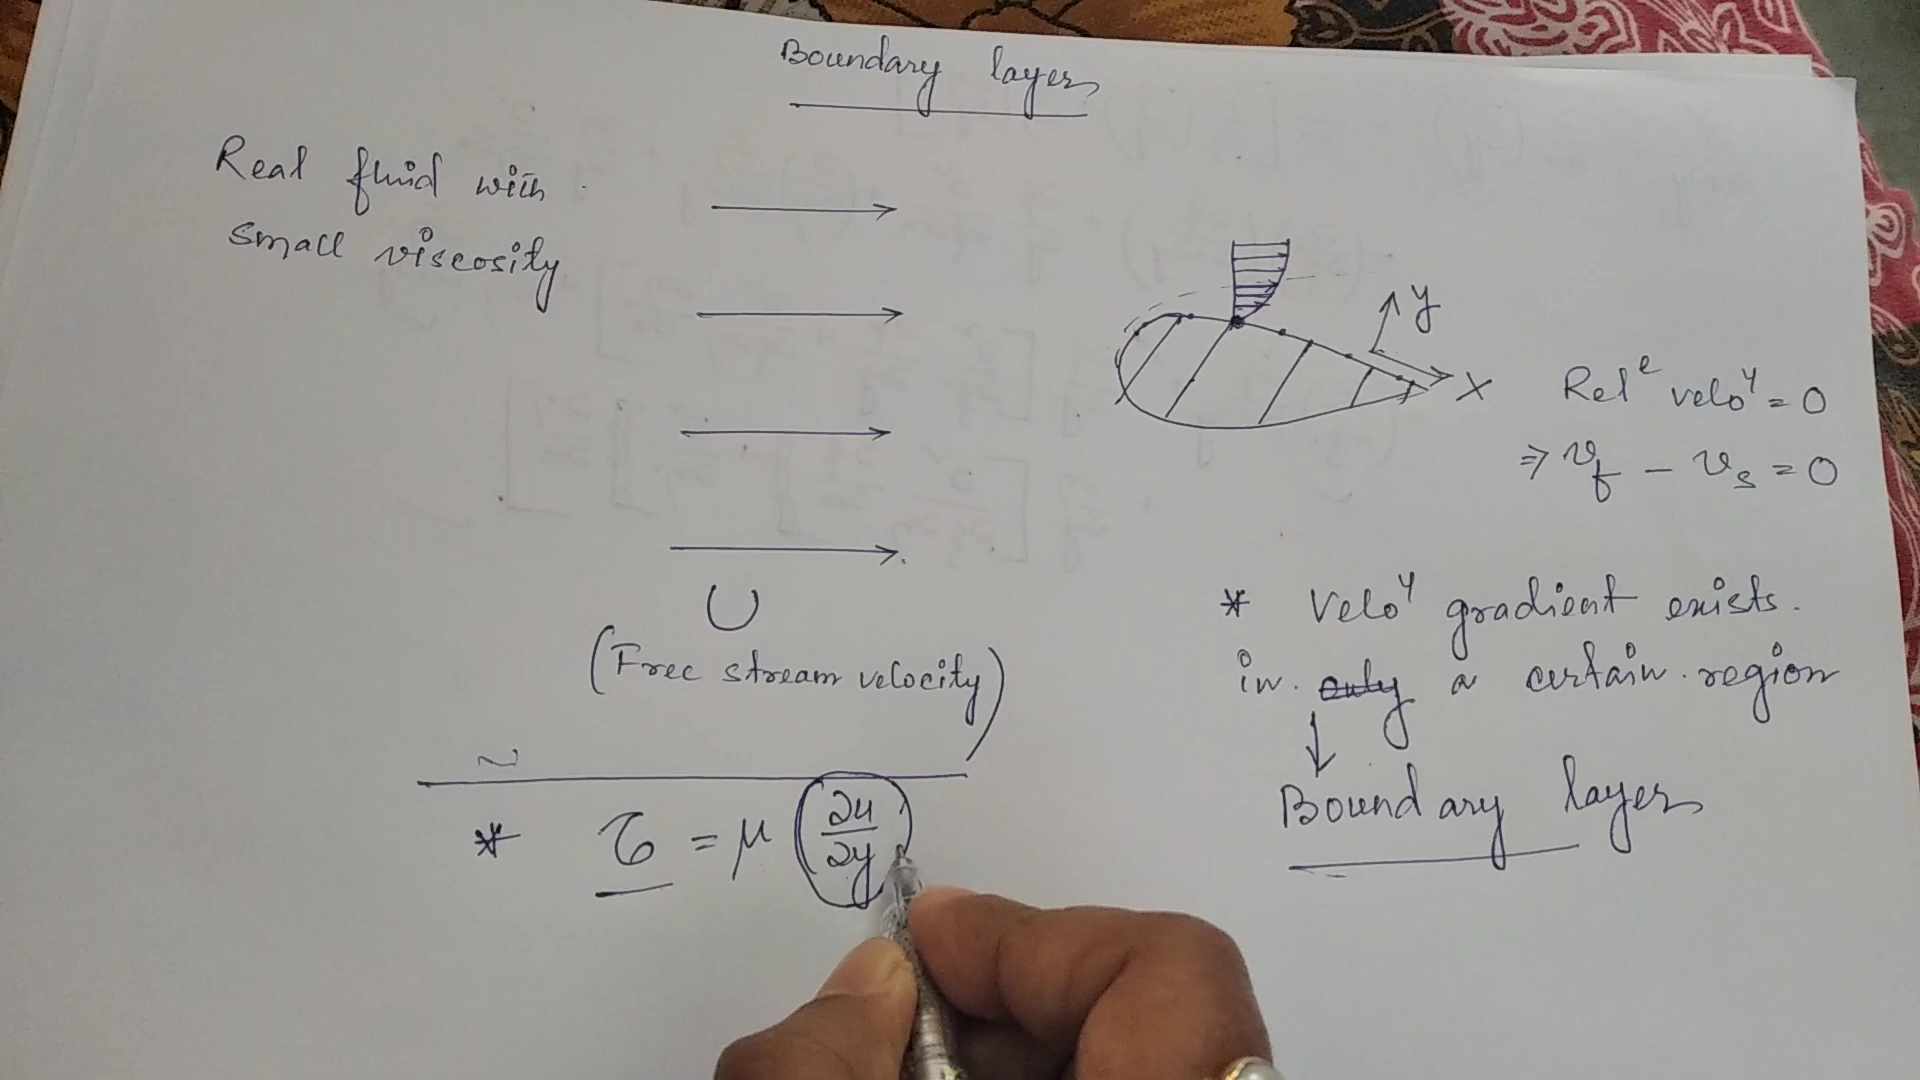 Boundary layer
Real fluid with
small viscosity
U
(Free stream velocity)
y
x
Rel^e velo^y = 0
⇒ v_f - v_s = 0
* Velo^y gradient exists.
in only a certain region
↓
Boundary layer
* τ = μ (∂u/∂y)